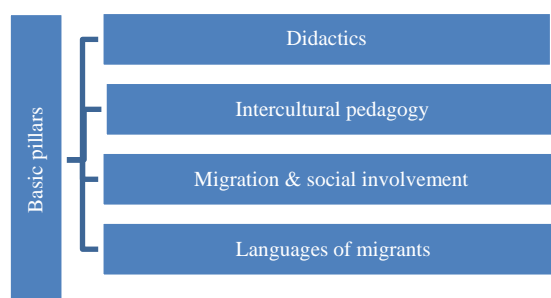 Basic pillars
Didactics
Intercultural pedagogy
Migration & social involvement
Languages of migrants